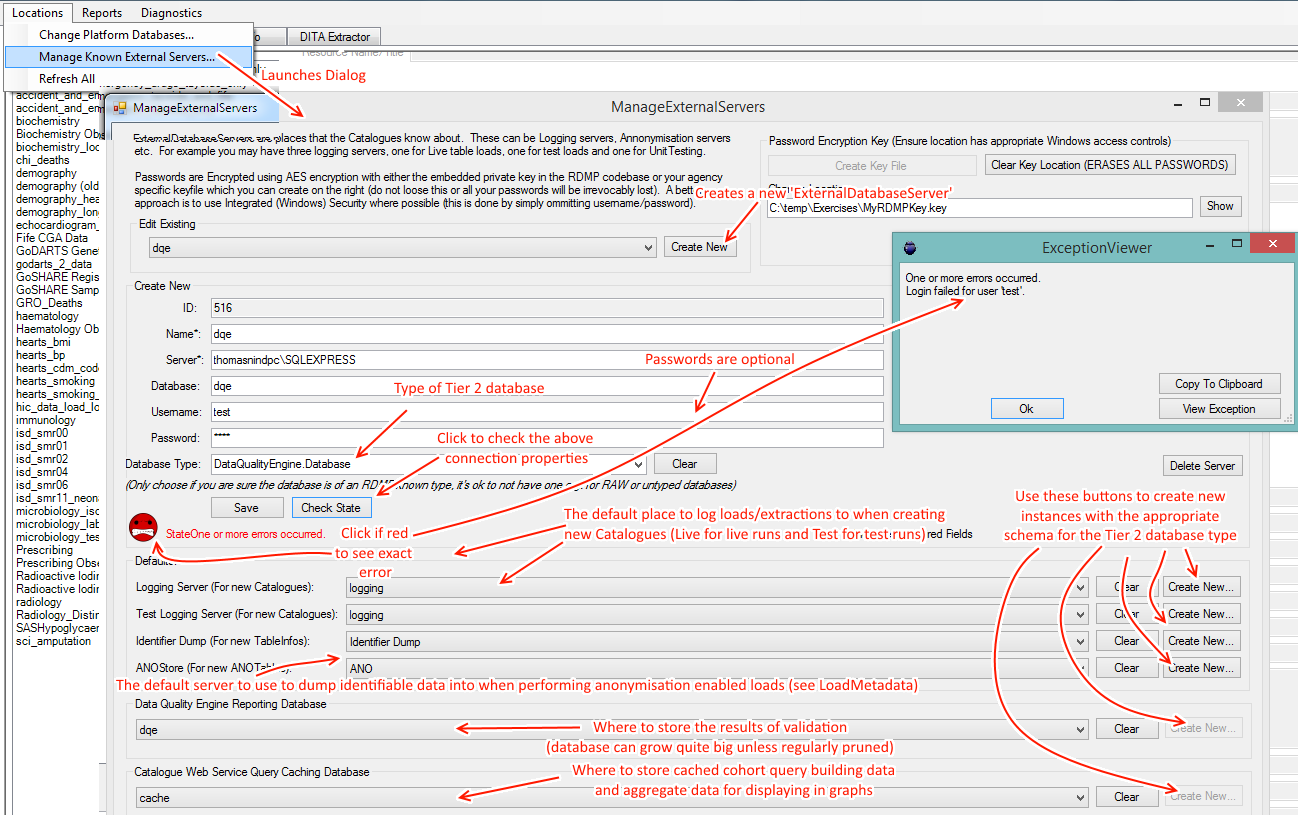 Locations
Reports
Diagnostics
Change Platform Databases...
Manage Known External Servers...
Refresh All
DITA Extractor
Launches Dialog
accident_and_em
accident_and_em
biochemistry
Biochemistry Obs
biochemistry_loc
chi_deaths
demography
demography (old
demography_hea
demography_long
echocardiogram_
Fife CGA Data
GoDARTS Genet
godarts_2_data
GoSHARE Regis
GoSHARE Samp
GRO_Deaths
haematology
Haematology Ob
hearts_bmi
hearts_bp
hearts_cdm_code
hearts_smoking
hearts_smoking_
hic_data_load_lo
immunology
isd_smr00
isd_smr01
isd_smr02
isd_smr04
isd_smr06
isd_smr11_neona
microbiology_isc
microbiology_lab
microbiology_tes
Prescribing
Prescribing Obse
Radioactive Iodin
Radioactive Iodin
radiology
Radiology_Distin
SASHypoglycaer
sci_amputation
ManageExternalServers
ManageExternalServers
ExternalDatabaseServers are places that the Catalogues know about. These can be Logging servers, Annonymisation servers
etc. For example you may have three logging servers, one for Live table loads, one for test loads and one for UnitTesting.
Passwords are Encrypted using AES encryption with either the embedded private key in the RDMP codebase or your agency
specific keyfile which you can create on the right (do not loose this or all your passwords will be irrevocably lost). A bett
approach is to use Integrated (Windows) Security where possible (this is done by simply ommitting username/password).
Password Encryption Key (Ensure location has appropriate Windows access controls)
Create Key File
Clear Key Location (ERASES ALL PASSWORDS)
C:\temp\Exercises\MyRDMPKey.key
Show
Creates a new 'ExternalDatabaseServer'
Edit Existing
dqe
Create New
ExceptionViewer
One or more errors occurred.
Login failed for user 'test'.
Copy To Clipboard
Ok
View Exception
Create New
ID:
516
Name*:
dqe
Server*:
thomasnindpc\SQLEXPRESS
Passwords are optional
Database:
dqe
Type of Tier 2 database
Username:
test
Password:
****
Click to check the above
connection properties
Database Type:
DataQualityEngine.Database
Clear
Delete Server
(Only choose if you are sure the database is of an RDMP known type, it's ok to not have one e.g. for RAW or untyped databases)
Save
Check State
Use these buttons to create new
instances with the appropriate
schema for the Tier 2 database type
StateOne or more errors occurred.
Click if red
to see exact
error
The default place to log loads/extractions to when creating
new Catalogues (Live for live runs and Test for test runs)
red Fields
Defaults
Logging Server (For new Catalogues):
logging
Clear
Create New...
Test Logging Server (For new Catalogues):
logging
Clear
Create New...
Identifier Dump (For new TableInfos):
Identifier Dump
Clear
Create New...
ANOStore (For new ANOTables):
ANO
Clear
Create New...
The default server to use to dump identifiable data into when performing anonymisation enabled loads (see LoadMetadata)
Data Quality Engine Reporting Database
dqe
Clear
Create New...
Where to store the results of validation
(database can grow quite big unless regularly pruned)
Catalogue Web Service Query Caching Database
cache
Clear
Create New...
Where to store cached cohort query building data
and aggregate data for displaying in graphs